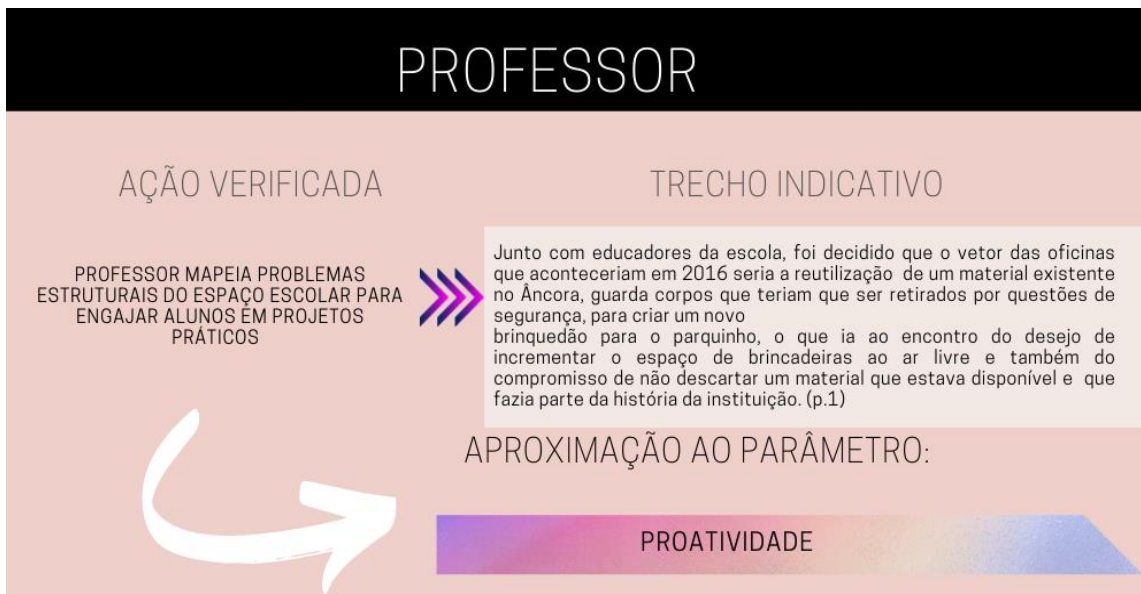 PROFESSOR
AÇÃO VERIFICADA
TRECHO INDICATIVO
PROFESSOR MAPEIA PROBLEMAS
ESTRUTURAIS DO ESPAÇO ESCOLAR PARA
ENGAJAR ALUNOS EM PROJETOS
PRÁTICOS
Junto com educadores da escola, foi decidido que o vetor das oficinas
que aconteceriam em 2016 seria a reutilização de um material existente
no Âncora, guarda corpos que teriam que ser retirados por questões de
segurança, para criar um novo
brinquedão para o parquinho, o que ia ao encontro do desejo de
incrementar o espaço de brincadeiras ao ar livre e também do
compromisso de não descartar um material que estava disponível e que
fazia parte da história da instituição. (p.1)
APROXIMAÇÃO AO PARÂMETRO:
PROATIVIDADE